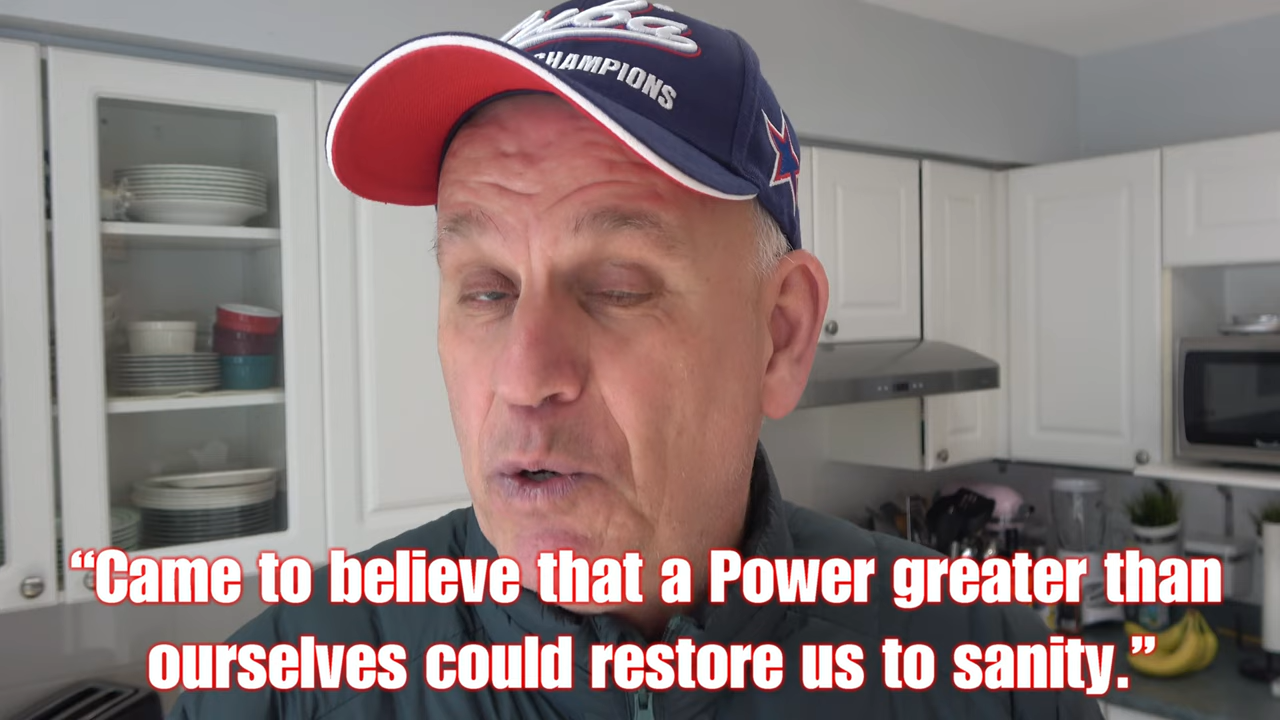 CHAMPIONS
“Came to believe that a Power greater than
ourselves could restore us to sanity.”